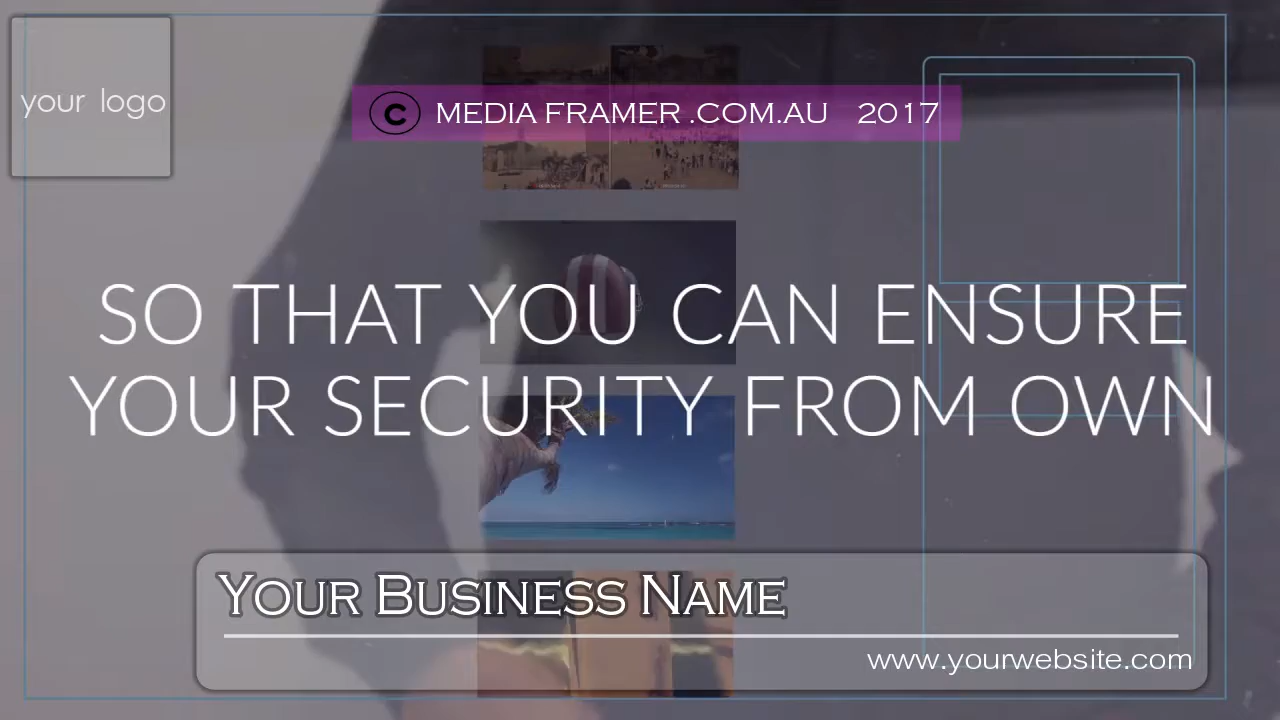 your logo
© MEDIA FRAMER .COM.AU 2017
SO THAT YOU CAN ENSURE
YOUR SECURITY FROM OWN
YOUR BUSINESS NAME
www.yourwebsite.com